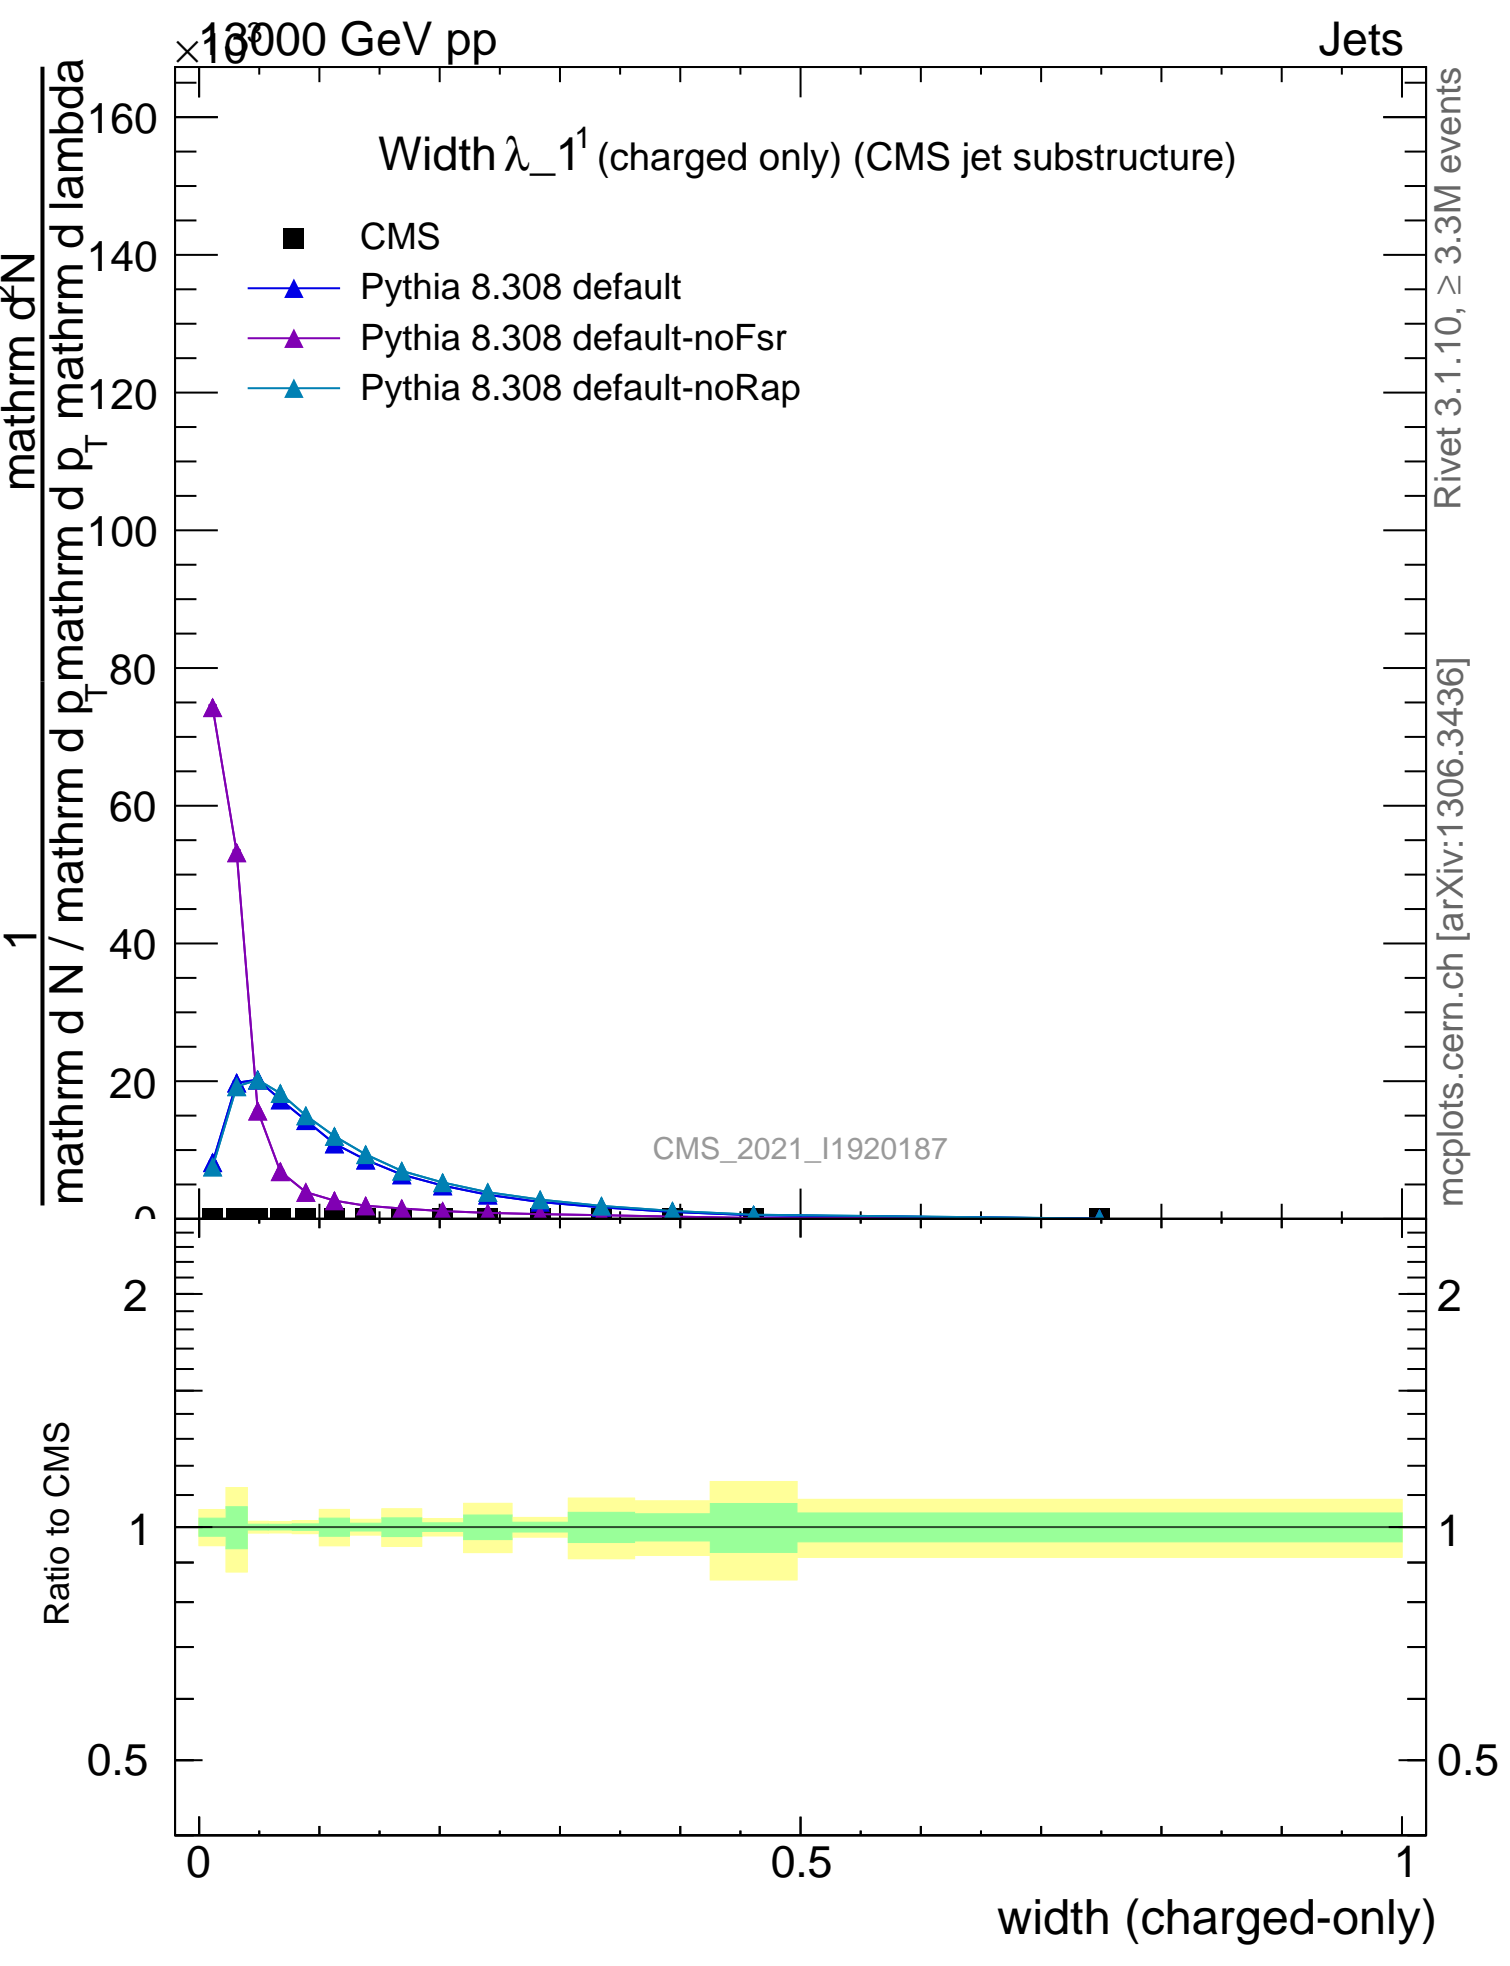 ×10³
13000 GeV pp
Jets
Width λ_1¹ (charged only) (CMS jet substructure)
CMS
Pythia 8.308 default
Pythia 8.308 default-noFsr
Pythia 8.308 default-noRap
160
140
120
100
80
60
40
20
0
mathrm d²N
1
mathrm d N / mathrm d p_T mathrm d p_T mathrm d lambda
CMS_2021_I1920187
Rivet 3.1.10, ≥ 3.3M events
mcplots.cern.ch [arXiv:1306.3436]
Ratio to CMS
2
1
0.5
2
1
0.5
0
0.5
1
width (charged-only)